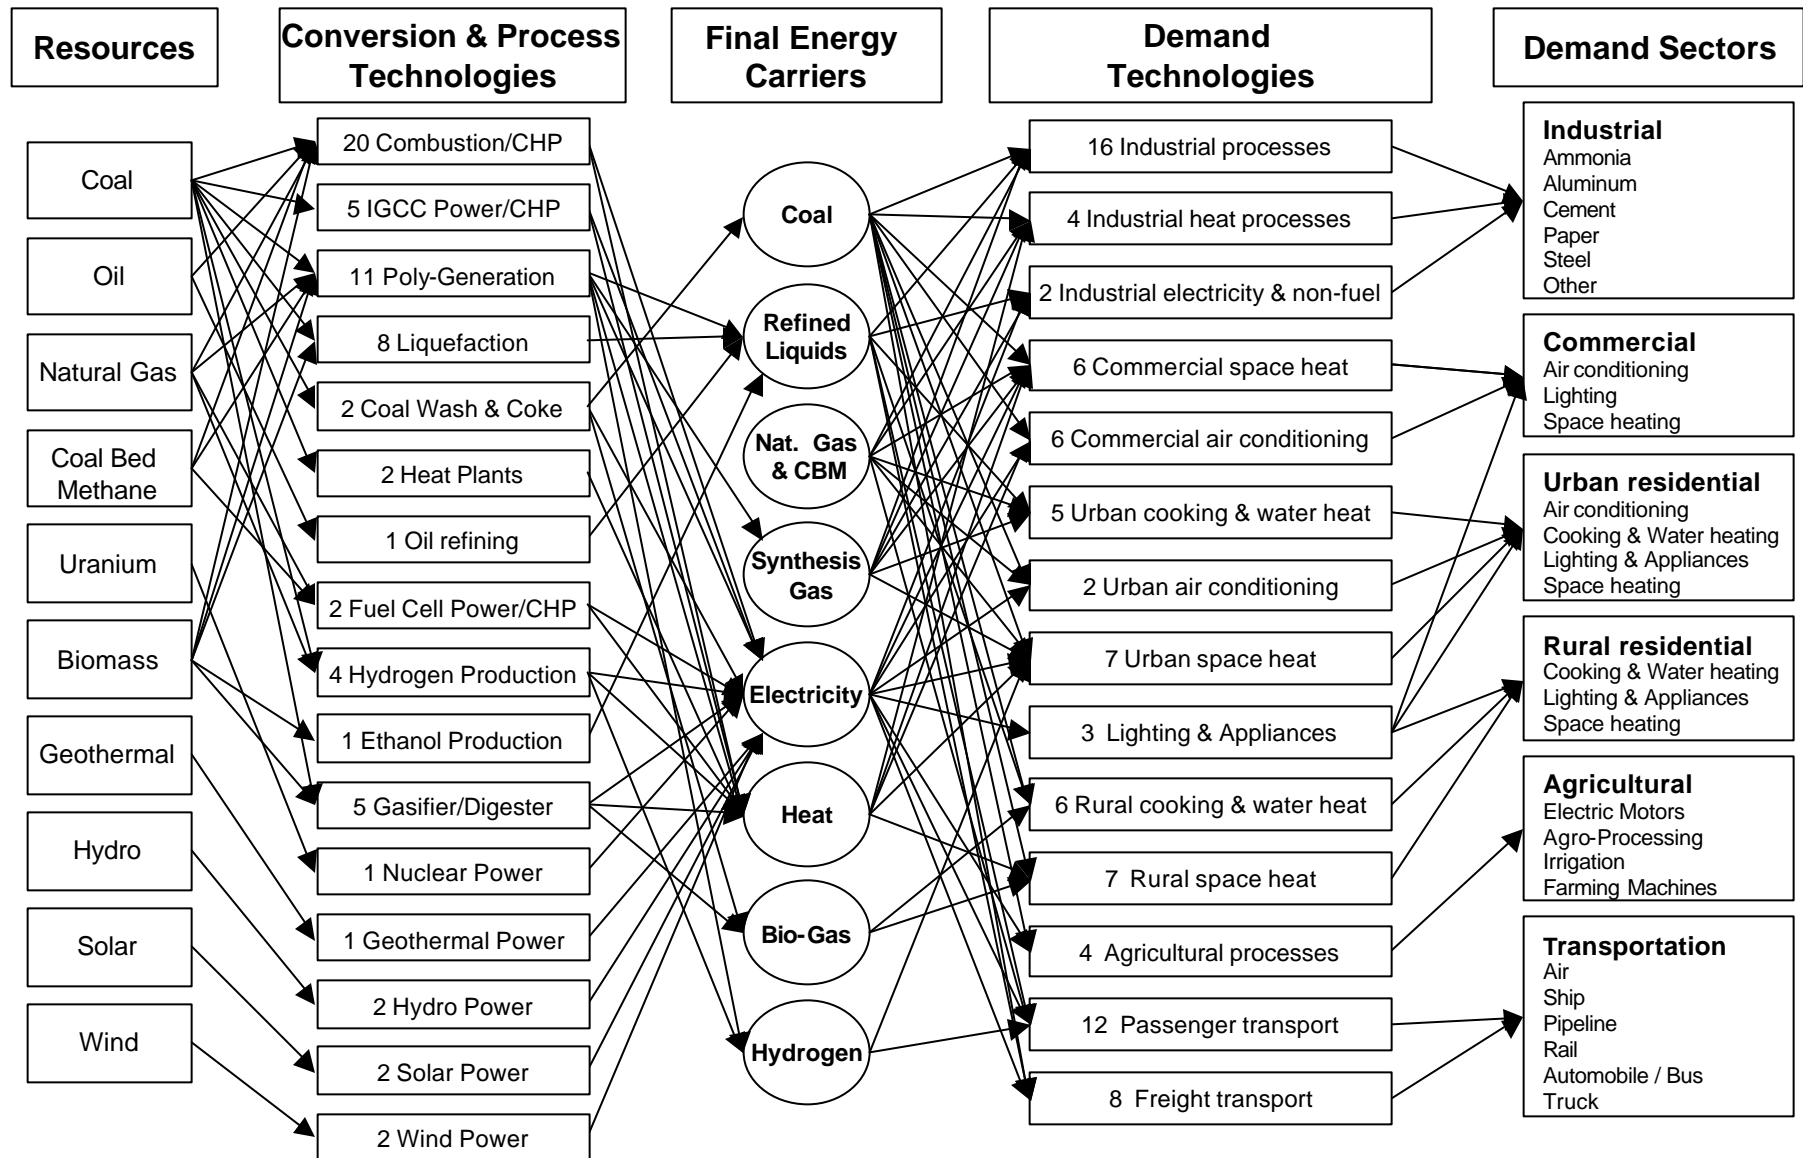 Resources
Conversion & Process
Technologies
Final Energy
Carriers
Demand
Technologies
Demand Sectors
Coal
Oil
Natural Gas
Coal Bed
Methane
Uranium
Biomass
Geothermal
Hydro
Solar
Wind
20 Combustion/CHP
5 IGCC Power/CHP
11 Poly-Generation
8 Liquefaction
2 Coal Wash & Coke
2 Heat Plants
1 Oil refining
2 Fuel Cell Power/CHP
4 Hydrogen Production
1 Ethanol Production
5 Gasifier/Digester
1 Nuclear Power
1 Geothermal Power
2 Hydro Power
2 Solar Power
2 Wind Power
Coal
Refined
Liquids
Nat. Gas
& CBM
Synthesis
Gas
Electricity
Heat
Bio-Gas
Hydrogen
16 Industrial processes
4 Industrial heat processes
2 Industrial electricity & non-fuel
6 Commercial space heat
6 Commercial air conditioning
5 Urban cooking & water heat
2 Urban air conditioning
7 Urban space heat
3 Lighting & Appliances
6 Rural cooking & water heat
7 Rural space heat
4 Agricultural processes
12 Passenger transport
8 Freight transport
Industrial
Ammonia
Aluminum
Cement
Paper
Steel
Other
Commercial
Air conditioning
Lighting
Space heating
Urban residential
Air conditioning
Cooking & Water heating
Lighting & Appliances
Space heating
Rural residential
Cooking & Water heating
Lighting & Appliances
Space heating
Agricultural
Electric Motors
Agro-Processing
Irrigation
Farming Machines
Transportation
Air
Ship
Pipeline
Rail
Automobile / Bus
Truck